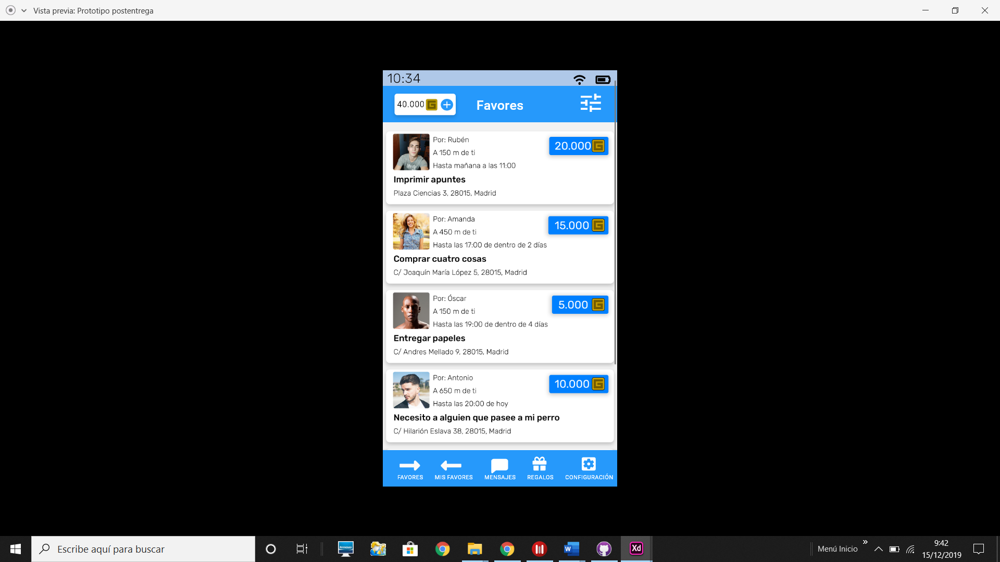 Vista previa: Prototipo postentrega
10:34
40.000 G
Favores
Por: Rubén
A 150 m de ti
Hasta mañana a las 11:00
20.000 G
Imprimir apuntes
Plaza Ciencias 3, 28015, Madrid
Por: Amanda
A 450 m de ti
Hasta las 17:00 de dentro de 2 días
15.000 G
Comprar cuatro cosas
C/ Joaquín María López 5, 28015, Madrid
Por: Óscar
A 150 m de ti
Hasta las 19:00 de dentro de 4 días
5.000 G
Entregar papeles
C/ Andres Mellado 9, 28015, Madrid
Por: Antonio
A 650 m de ti
Hasta las 20:00 de hoy
10.000 G
Necesito a alguien que pasee a mi perro
C/ Hilarión Eslava 38, 28015, Madrid
FAVORES MIS FAVORES MENSAJES REGALOS CONFIGURACIÓN
Escribe aquí para buscar
Xd
Menú Inicio
9:42
15/12/2019